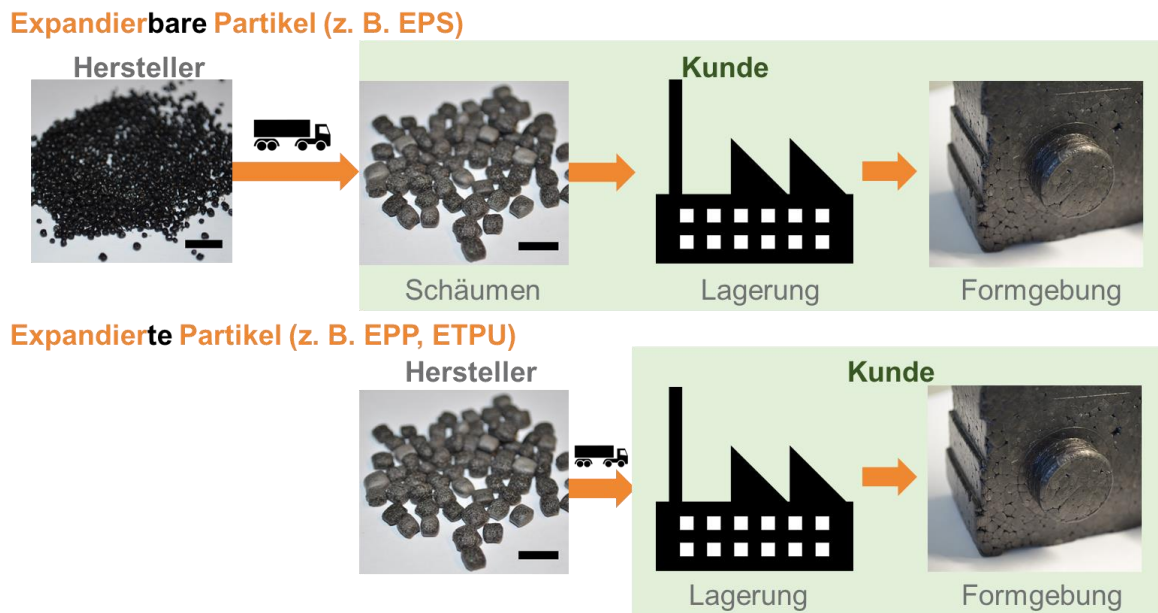 Expandierbare Partikel (z. B. EPS)
Hersteller
Kunde
Schäumen
Lagerung
Formgebung
Expandierte Partikel (z. B. EPP, ETPU)
Hersteller
Kunde
Lagerung
Formgebung